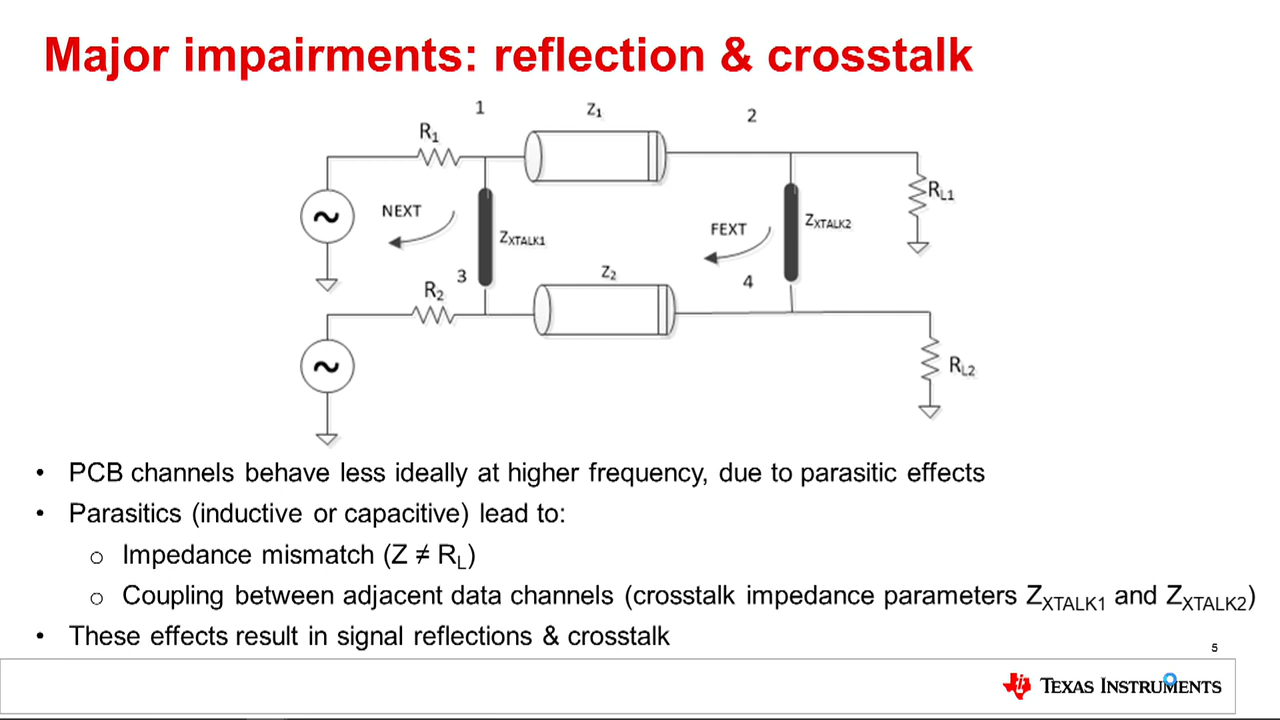 Major impairments: reflection & crosstalk
1
Z1
2
R1
RL1
NEXT
ZXTALK1
FEXT
ZXTALK2
3
Z2
4
R2
RL2
• PCB channels behave less ideally at higher frequency, due to parasitic effects
• Parasitics (inductive or capacitive) lead to:
o Impedance mismatch (Z ≠ RL)
o Coupling between adjacent data channels (crosstalk impedance parameters ZXTALK1 and ZXTALK2)
• These effects result in signal reflections & crosstalk
5
TEXAS INSTRUMENTS